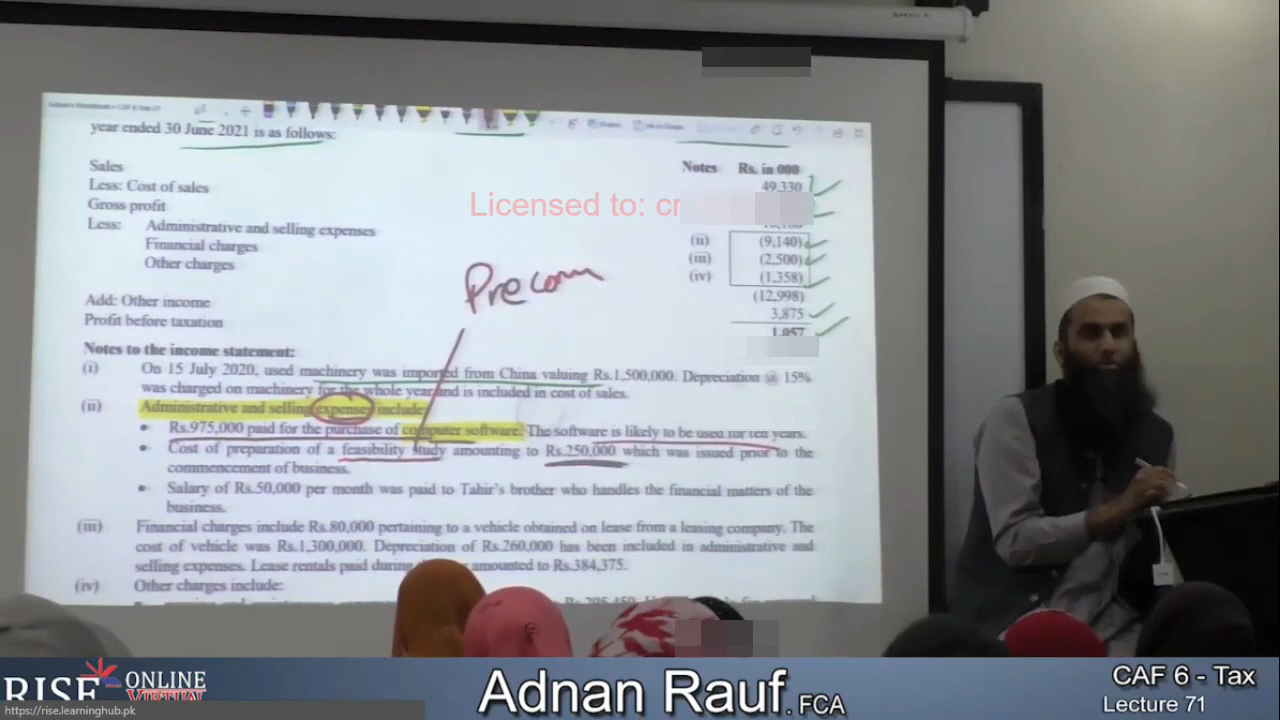 year ended 30 June 2021 is as follows:
Notes Rs. in 000
Sales 49,330
Less: Cost of sales
Gross profit
Less: Administrative and selling expenses (ii) (9,140)
Financial charges (iii) (2,500)
Other charges (iv) (1,358)
(12,998)
Add: Other income 3,875
Profit before taxation 1,057
Licensed to: cr
Precom
Notes to the income statement:
(i) On 15 July 2020, used machinery was imported from China valuing Rs.1,500,000. Depreciation @ 15%
was charged on machinery for the whole year and is included in cost of sales.
(ii) Administrative and selling expenses include:
• Rs.975,000 paid for the purchase of computer software. The software is likely to be used for ten years.
• Cost of preparation of a feasibility study amounting to Rs.250,000 which was issued prior to the
commencement of business.
• Salary of Rs.50,000 per month was paid to Tahir's brother who handles the financial matters of the
business.
(iii) Financial charges include Rs.80,000 pertaining to a vehicle obtained on lease from a leasing company. The
cost of vehicle was Rs.1,300,000. Depreciation of Rs.260,000 has been included in administrative and
selling expenses. Lease rentals paid during amounted to Rs.384,375.
(iv) Other charges include:
RISE ONLINE
VIRTUAL
https://rise.learninghub.pk
Adnan Rauf. FCA
CAF 6 - Tax
Lecture 71